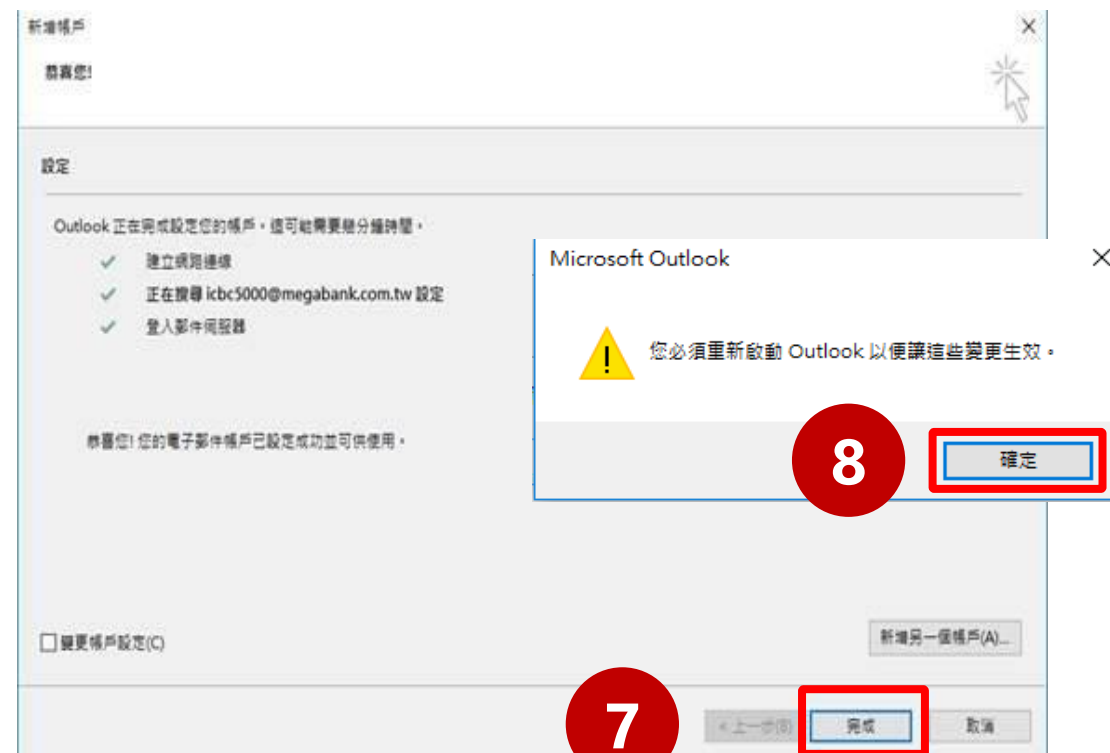 新增帳戶
恭喜您!
設定
Outlook 正在完成設定您的帳戶，這可能需要幾分鐘時間。
建立網路連線
正在搜尋 icbc5000@megabank.com.tw 設定
登入郵件伺服器
恭喜您! 您的電子郵件帳戶已設定成功並可供使用。
Microsoft Outlook
您必須重新啟動 Outlook 以便讓這些變更生效。
8
確定
變更帳戶設定(C)
新增另一個帳戶(A)...
7
< 上一步(B)
完成
取消